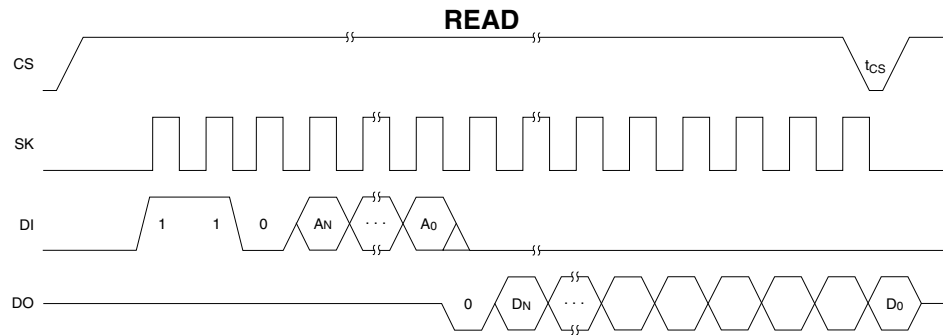 READ
CS tCS
SK
DI 1 1 0 AN · · · A0
DO 0 DN · · · D0